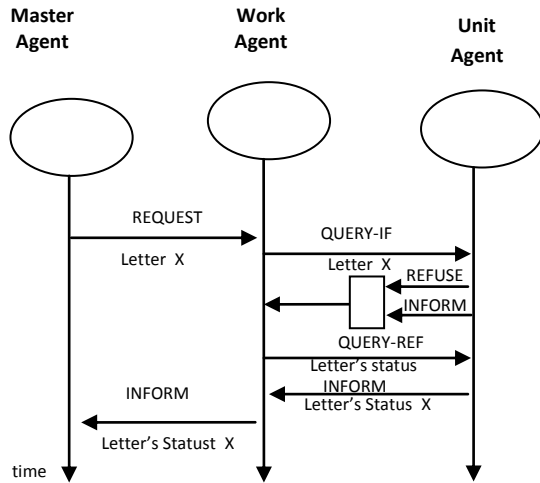 Master
Agent
Work
Agent
Unit
Agent
REQUEST
Letter X
QUERY-IF
Letter X
REFUSE
INFORM
QUERY-REF
Letter's status
INFORM
Letter's Status X
INFORM
Letter's Statust X
time